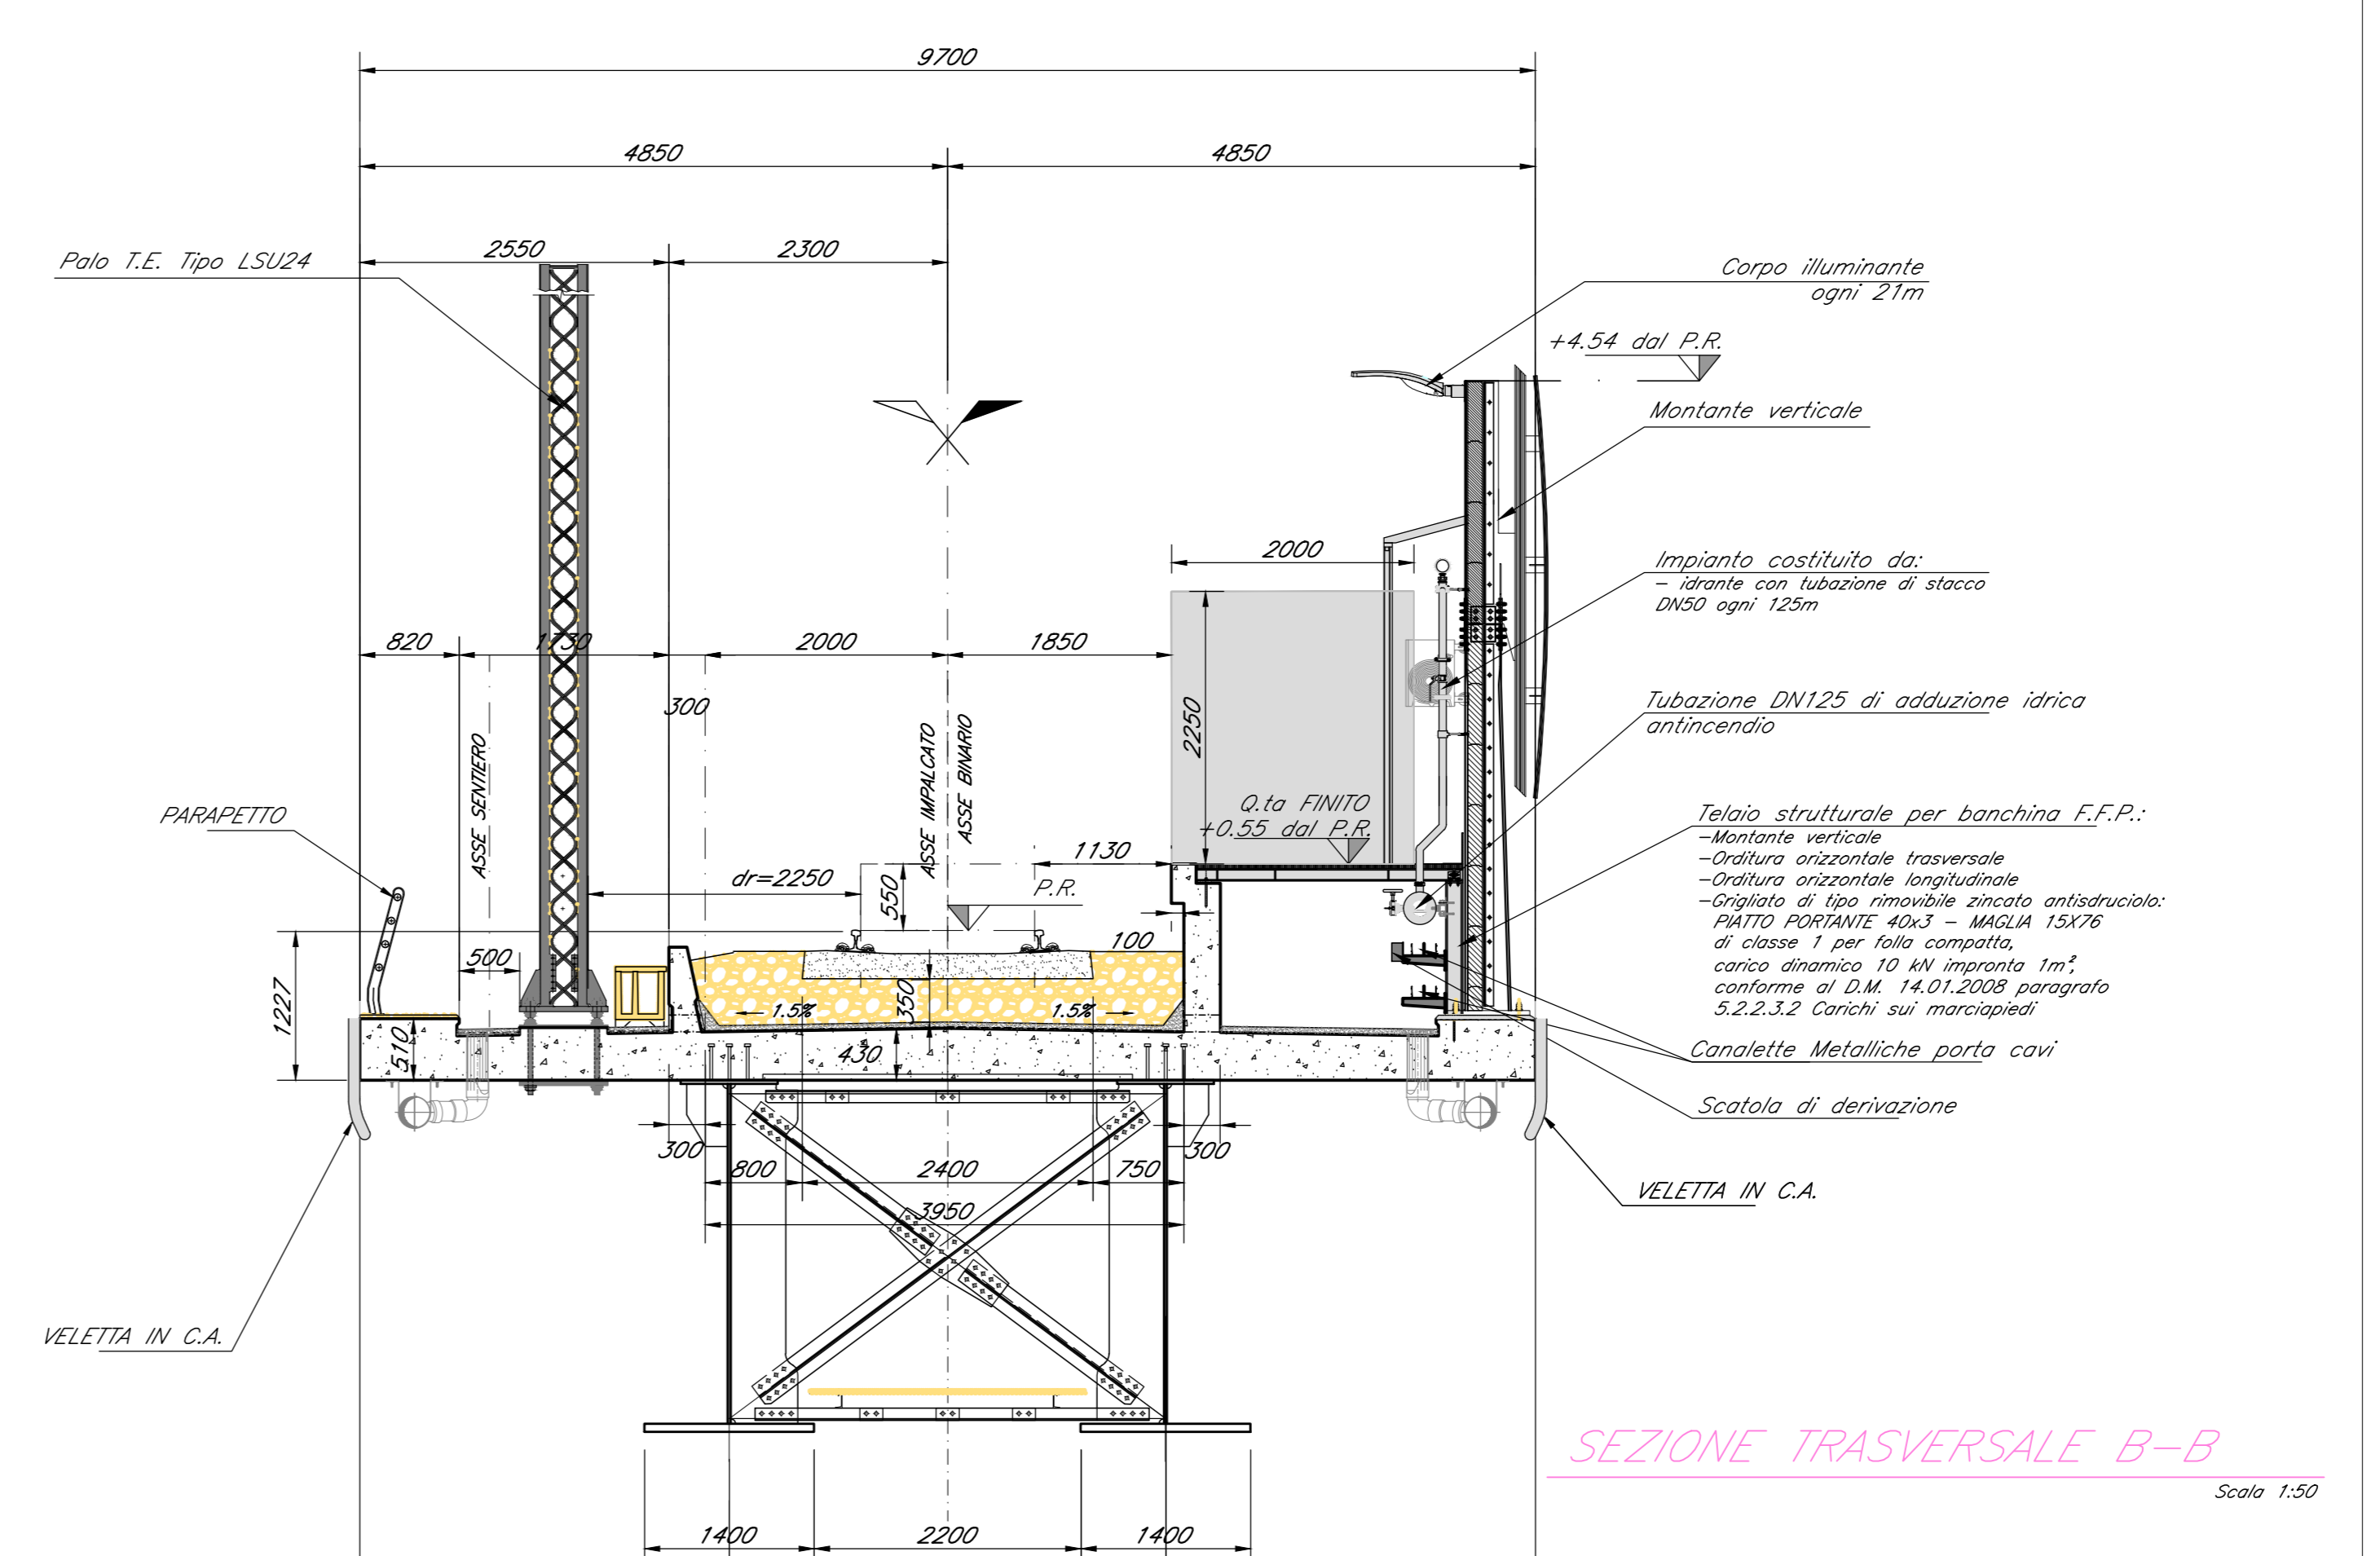 9700
4850
4850
2550
2300
Palo T.E. Tipo LSU24
Corpo illuminante
ogni 21m
+4.54 dal P.R.
Montante verticale
2000
Impianto costituito da:
- idrante con tubazione di stacco
DN50 ogni 125m
820
1730
2000
1850
300
2250
ASSE SENTIERO
ASSE IMPALCATO
ASSE BINARIO
Tubazione DN125 di adduzione idrica
antincendio
Q.ta FINITO
+0.55 dal P.R.
PARAPETTO
Telaio strutturale per banchina F.F.P.:
-Montante verticale
-Orditura orizzontale trasversale
-Orditura orizzontale longitudinale
-Grigliato di tipo rimovibile zincato antisdruciolo:
PIATTO PORTANTE 40x3 - MAGLIA 15X76
di classe 1 per folla compatta,
carico dinamico 10 kN impronta 1m²,
conforme al D.M. 14.01.2008 paragrafo
5.2.2.3.2 Carichi sui marciapiedi
1130
dr=2250
550
P.R.
100
500
1227
350
1.5%
1.5%
510
430
Canalette Metalliche porta cavi
Scatola di derivazione
300
300
800
2400
750
3950
VELETTA IN C.A.
VELETTA IN C.A.
SEZIONE TRASVERSALE B-B
Scala 1:50
1400
2200
1400